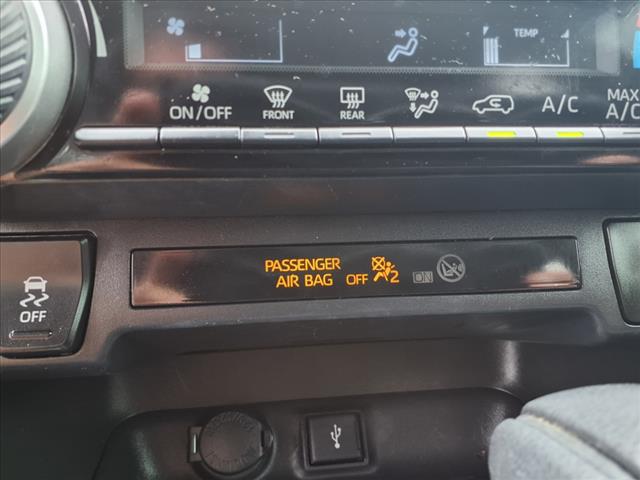 TEMP
ON/OFF FRONT REAR A/C MAX A/C
PASSENGER
AIR BAG OFF 2 ON
OFF